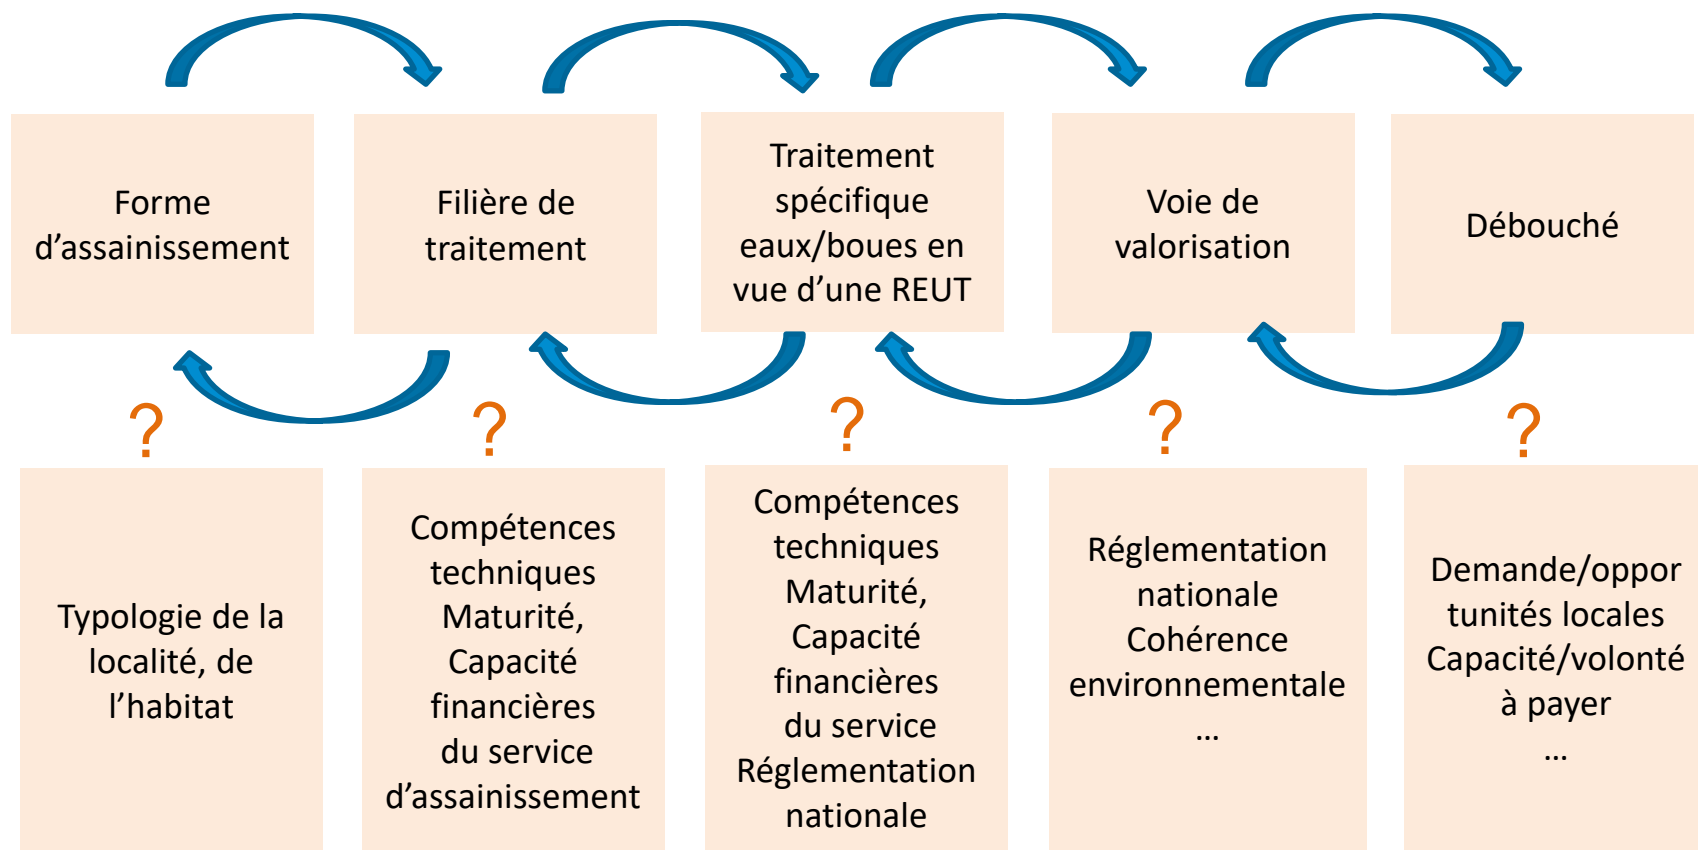 Forme
d’assainissement
Filière de
traitement
Traitement
spécifique
eaux/boues en
vue d’une REUT
Voie de
valorisation
Débouché
?
?
?
?
?
Typologie de la
localité, de
l’habitat
Compétences
techniques
Maturité,
Capacité
financières
du service
d’assainissement
Compétences
techniques
Maturité,
Capacité
financières
du service
Réglementation
nationale
Réglementation
nationale
Cohérence
environnementale
...
Demande/oppor
tunités locales
Capacité/volonté
à payer
...